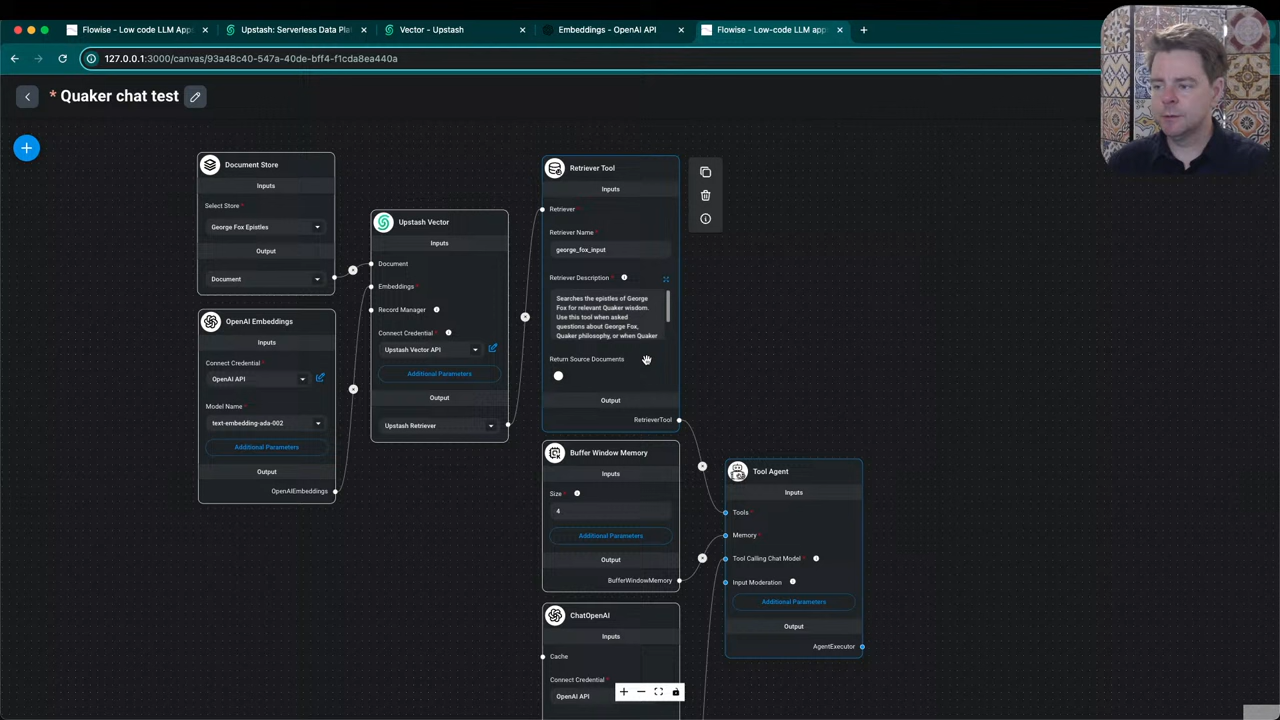 Flowise - Low code LLM Apps
Upstash: Serverless Data Pla
Vector - Upstash
Embeddings - OpenAI API
Flowise - Low-code LLM app
127.0.0.1:3000/canvas/93a48c40-547a-40de-bff4-f1cda8ea440a
* Quaker chat test
Document Store
Inputs
Select Store *
George Fox Epistles
Output
Document
OpenAI Embeddings
Inputs
Connect Credential *
OpenAI API
Model Name *
text-embedding-ada-002
Additional Parameters
Output
OpenAIEmbeddings
Upstash Vector
Inputs
Document
Embeddings *
Record Manager
Connect Credential *
Upstash Vector API
Additional Parameters
Output
Upstash Retriever
Retriever Tool
Inputs
Retriever *
Retriever Name *
george_fox_input
Retriever Description *
Searches the epistles of George
Fox for relevant Quaker wisdom.
Use this tool when asked
questions about George Fox,
Quaker philosophy, or when Quaker
Return Source Documents
Output
RetrieverTool
Buffer Window Memory
Inputs
Size *
4
Additional Parameters
Output
BufferWindowMemory
ChatOpenAI
Inputs
Cache
Connect Credential *
OpenAI API
Tool Agent
Inputs
Tools *
Memory *
Tool Calling Chat Model *
Input Moderation
Additional Parameters
Output
AgentExecutor